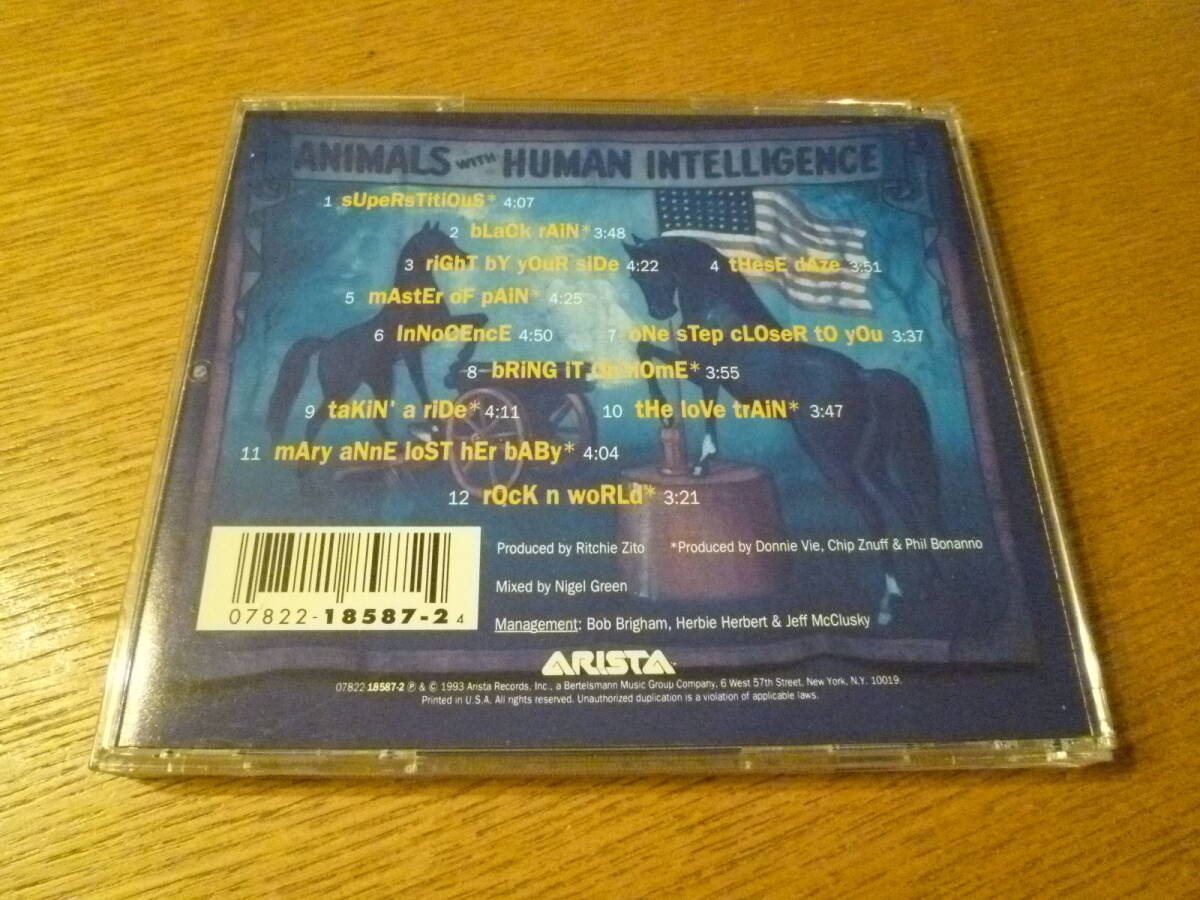 ANIMALS WITH HUMAN INTELLIGENCE
1 sUpeRsTitiOuS* 4:07
2 bLaCk rAiN* 3:48
3 riGhT bY yOuR siDe 4:22 4 tHesE dAze 3:51
5 mAstEr oF pAiN* 4:25
6 InNoCEncE 4:50 7 oNe sTep cLOseR tO yOu 3:37
8 bRiNG iT On hOmE* 3:55
9 taKiN' a riDe* 4:11 10 tHe loVe trAiN* 3:47
11 mAry aNnE loST hEr bABy* 4:04
12 rOcK n woRLd* 3:21
Produced by Ritchie Zito *Produced by Donnie Vie, Chip Znuff & Phil Bonanno
Mixed by Nigel Green
Management: Bob Brigham, Herbie Herbert & Jeff McClusky
07822-18587-2 4
ARISTA™
07822-18587-2 ℗ & © 1993 Arista Records, Inc., a Bertelsmann Music Group Company, 6 West 57th Street, New York, N.Y. 10019.
Printed in U.S.A. All rights reserved. Unauthorized duplication is a violation of applicable laws.